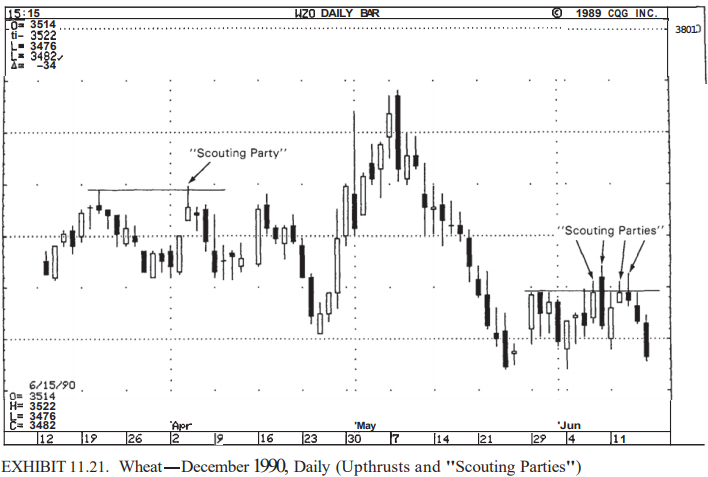 15:15 WZO DAILY BAR © 1989 CQG INC.
O= 3514
ti- 3522
L= 3476
L= 3482
Δ= -34
3801
"Scouting Party"
"Scouting Parties"
6/15/90
O= 3514
H= 3522
L= 3476
C= 3482
'Apr 'May 'Jun
12 19 26 2 9 16 23 30 7 14 21 29 4 11
EXHIBIT 11.21. Wheat—December 1990, Daily (Upthrusts and "Scouting Parties")